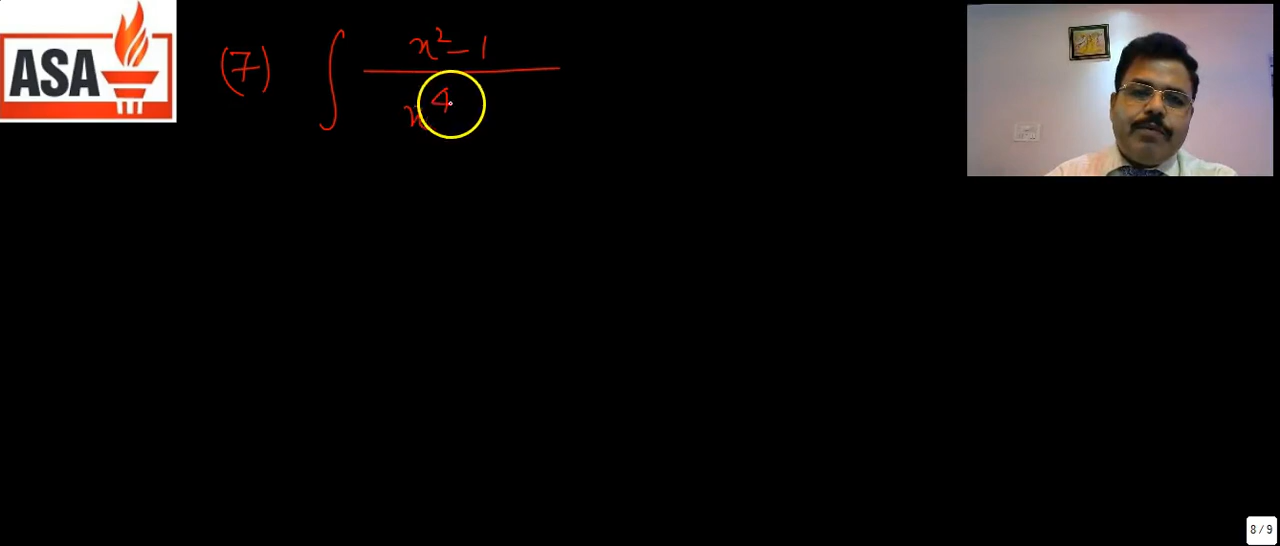 ASA
(7) ∫ x²-1
x⁴
8/9